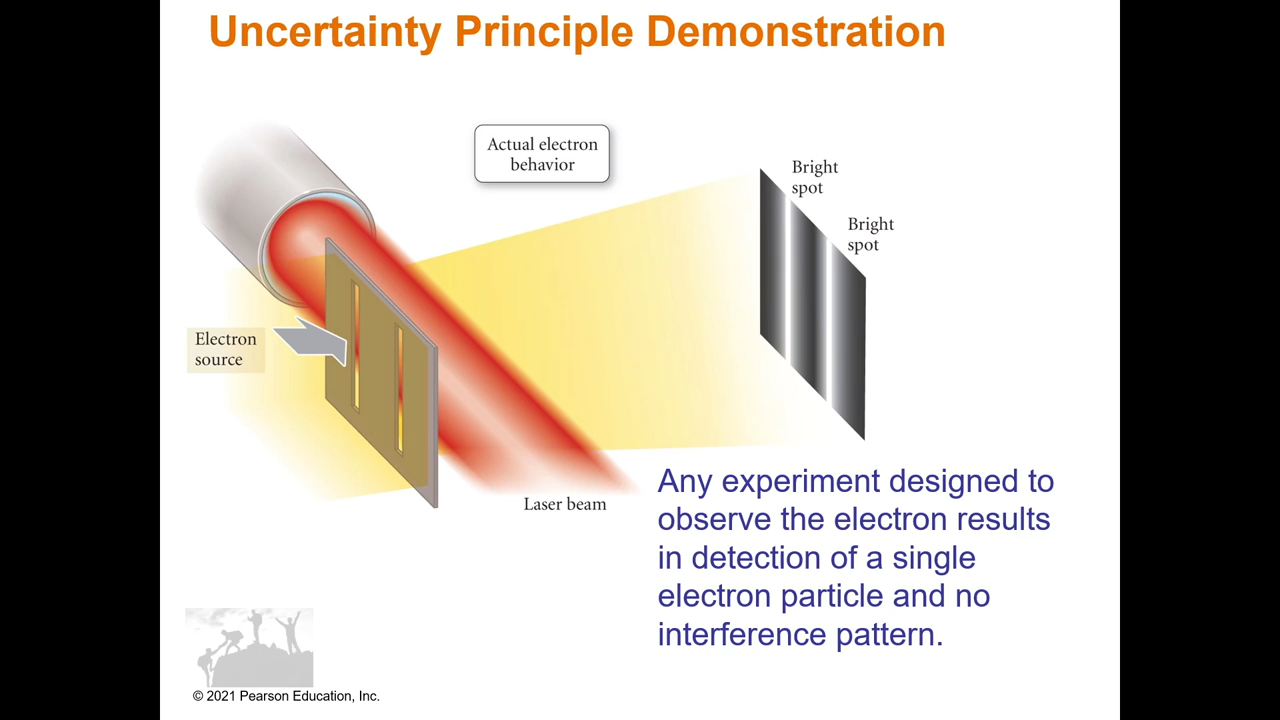 Uncertainty Principle Demonstration
Actual electron
behavior
Bright
spot
Bright
spot
Electron
source
Laser beam
Any experiment designed to
observe the electron results
in detection of a single
electron particle and no
interference pattern.
© 2021 Pearson Education, Inc.